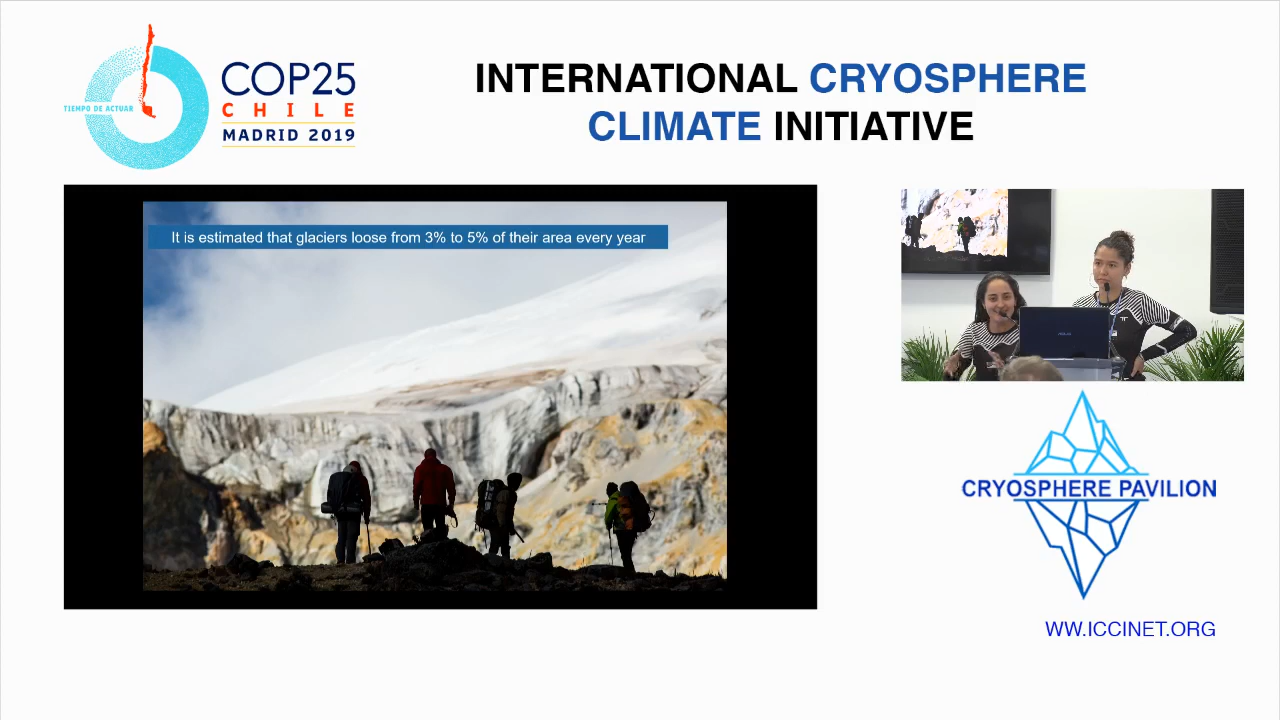 TIEMPO DE ACTUAR
COP25
CHILE
MADRID 2019
INTERNATIONAL CRYOSPHERE
CLIMATE INITIATIVE
It is estimated that glaciers loose from 3% to 5% of their area every year
CRYOSPHERE PAVILION
WW.ICCINET.ORG